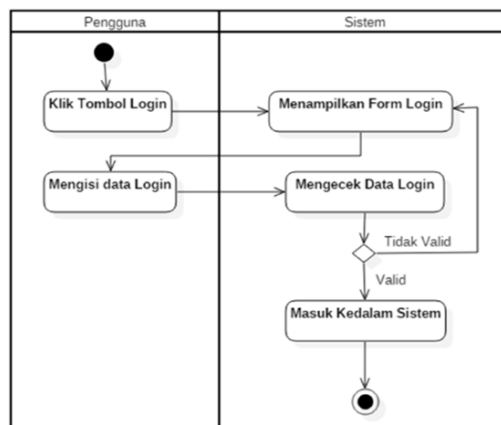 Pengguna
Sistem
Klik Tombol Login
Menampilkan Form Login
Mengisi data Login
Mengecek Data Login
Tidak Valid
Valid
Masuk Kedalam Sistem